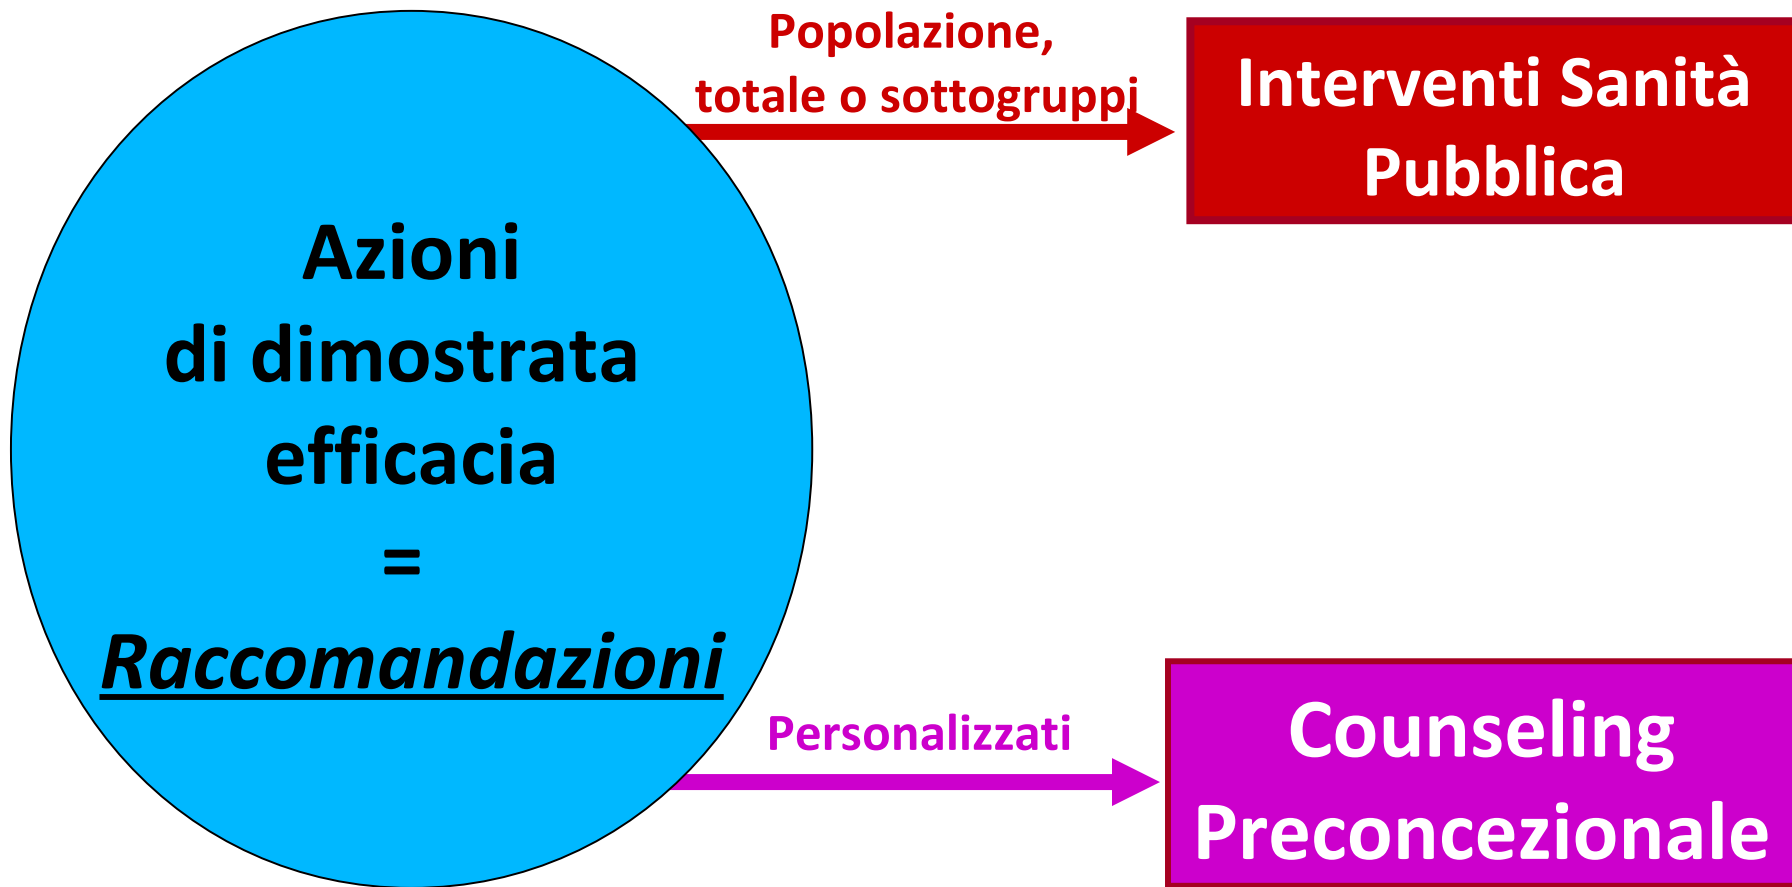 Popolazione,
totale o sottogruppi
Interventi Sanità
Pubblica
Azioni
di dimostrata
efficacia
=
Raccomandazioni
Personalizzati
Counseling
Preconcezionale